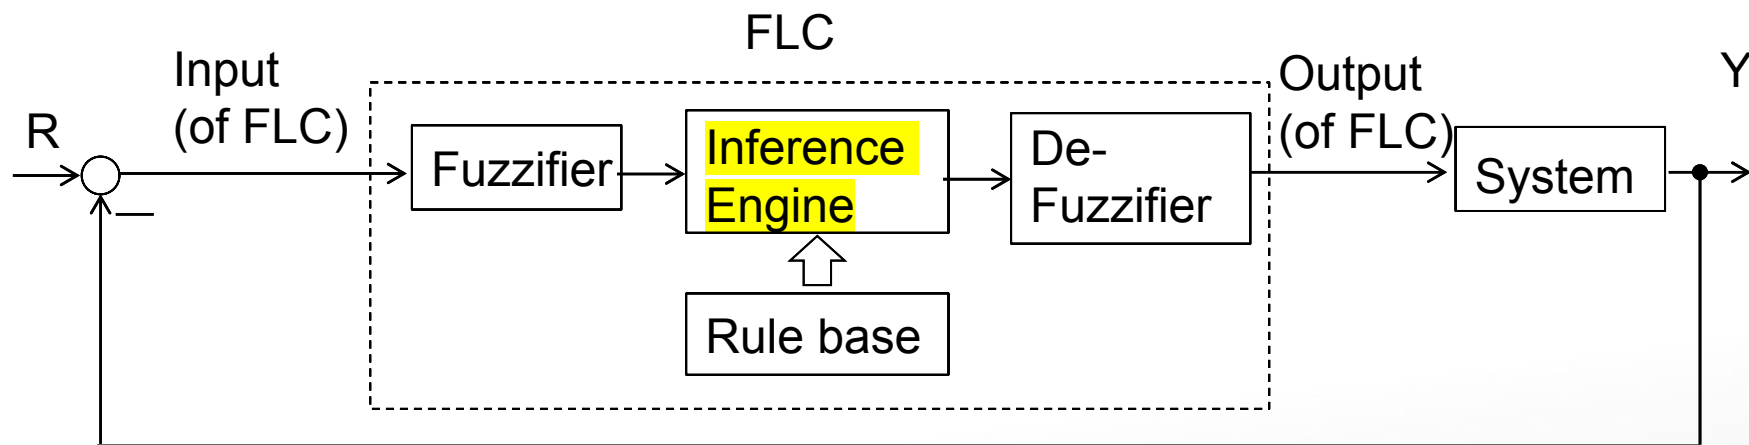 FLC
Input
(of FLC)
R
Fuzzifier
Inference
Engine
De-
Fuzzifier
Output
(of FLC)
System
Y
—
Rule base